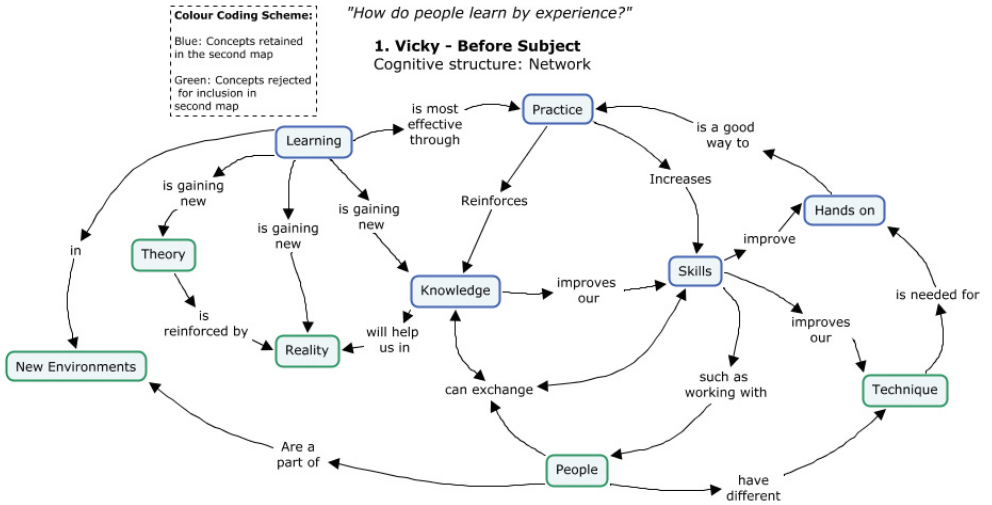 "How do people learn by experience?"
Colour Coding Scheme:
Blue: Concepts retained
in the second map
Green: Concepts rejected
for inclusion in
second map
1. Vicky - Before Subject
Cognitive structure: Network
is most
effective
through
Practice
is a good
way to
Learning
is gaining
new
Increases
Reinforces
Hands on
is gaining
new
is gaining
new
in
Theory
improve
Skills
Knowledge
improves
our
is needed for
is
reinforced by
will help
us in
improves
our
Reality
New Environments
such as
working with
can exchange
Technique
Are a
part of
People
have
different